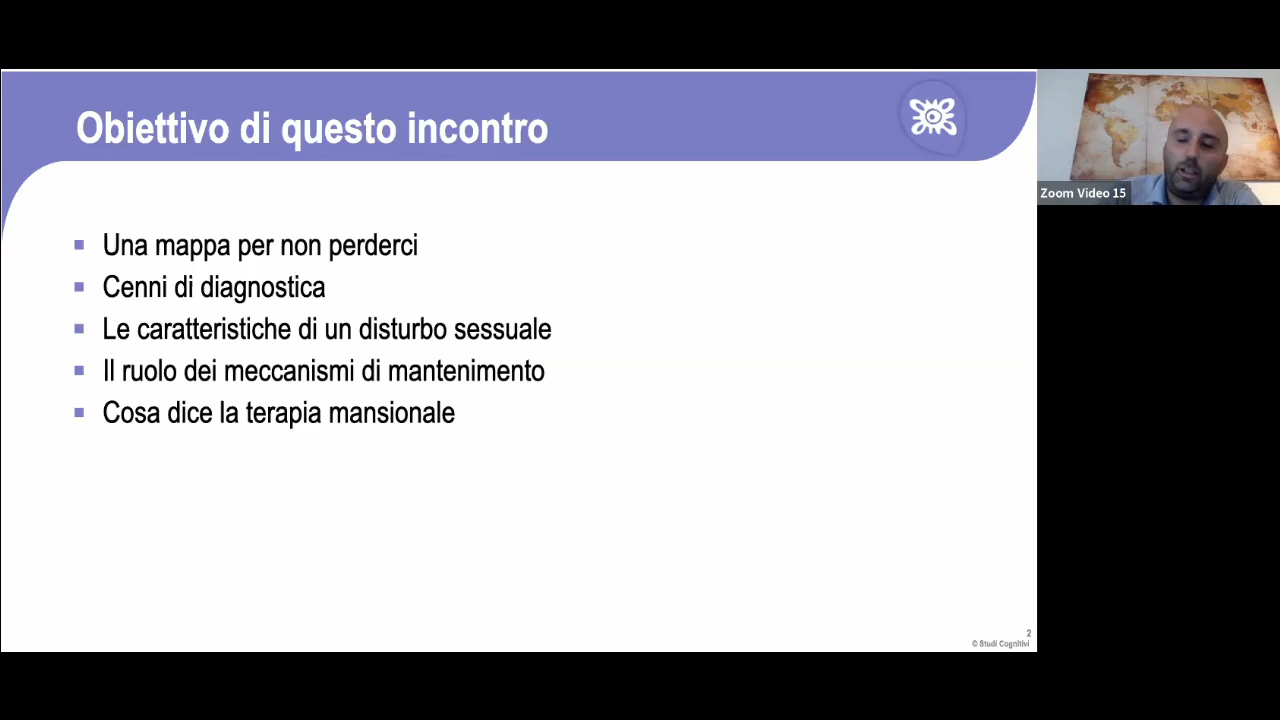 Obiettivo di questo incontro
Una mappa per non perderci
Cenni di diagnostica
Le caratteristiche di un disturbo sessuale
Il ruolo dei meccanismi di mantenimento
Cosa dice la terapia mansionale
2
© Studi Cognitivi
Zoom Video 15